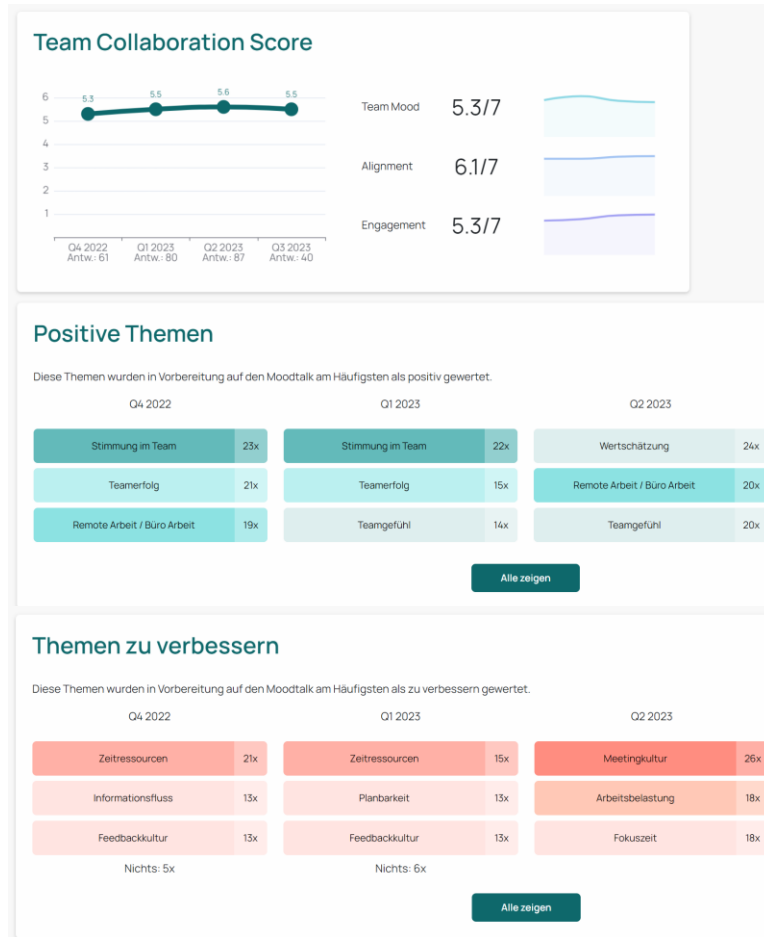 Team Collaboration Score
6
5
4
3
2
1
5.3
5.5
5.6
5.5
Q4 2022
Antw.: 61
Q1 2023
Antw.: 80
Q2 2023
Antw.: 87
Q3 2023
Antw.: 40
Team Mood 5.3/7
Alignment 6.1/7
Engagement 5.3/7
Positive Themen
Diese Themen wurden in Vorbereitung auf den Moodtalk am Häufigsten als positiv gewertet.
Q4 2022
Stimmung im Team 23x
Teamerfolg 21x
Remote Arbeit / Büro Arbeit 19x
Q1 2023
Stimmung im Team 22x
Teamerfolg 15x
Teamgefühl 14x
Q2 2023
Wertschätzung 24x
Remote Arbeit / Büro Arbeit 20x
Teamgefühl 20x
Alle zeigen
Themen zu verbessern
Diese Themen wurden in Vorbereitung auf den Moodtalk am Häufigsten als zu verbessern gewertet.
Q4 2022
Zeitressourcen 21x
Informationsfluss 13x
Feedbackkultur 13x
Nichts: 5x
Q1 2023
Zeitressourcen 15x
Planbarkeit 13x
Feedbackkultur 13x
Nichts: 6x
Q2 2023
Meetingkultur 26x
Arbeitsbelastung 18x
Fokuszeit 18x
Alle zeigen